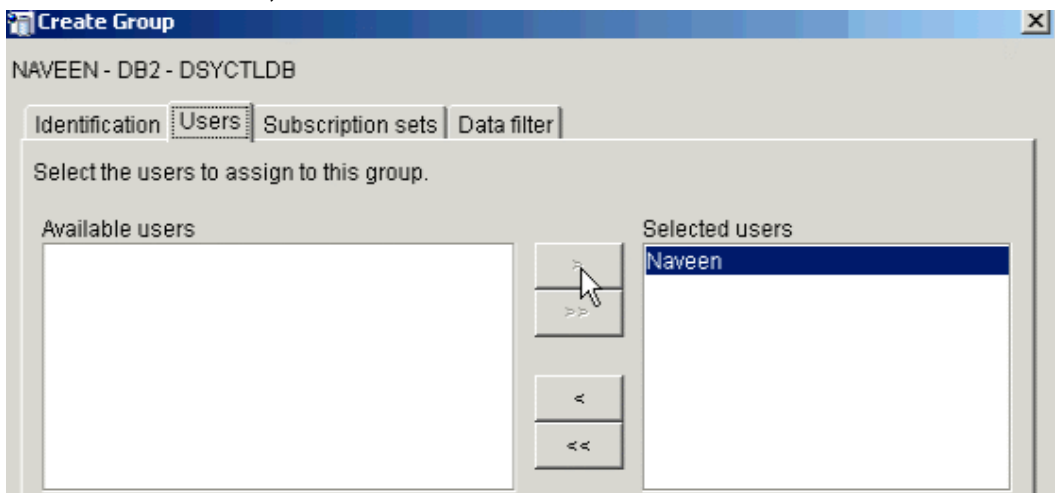 Create Group
NAVEEN - DB2 - DSYCTLDB
Identification Users Subscription sets Data filter
Select the users to assign to this group.
Available users Selected users
Naveen
>
>>
<
<<